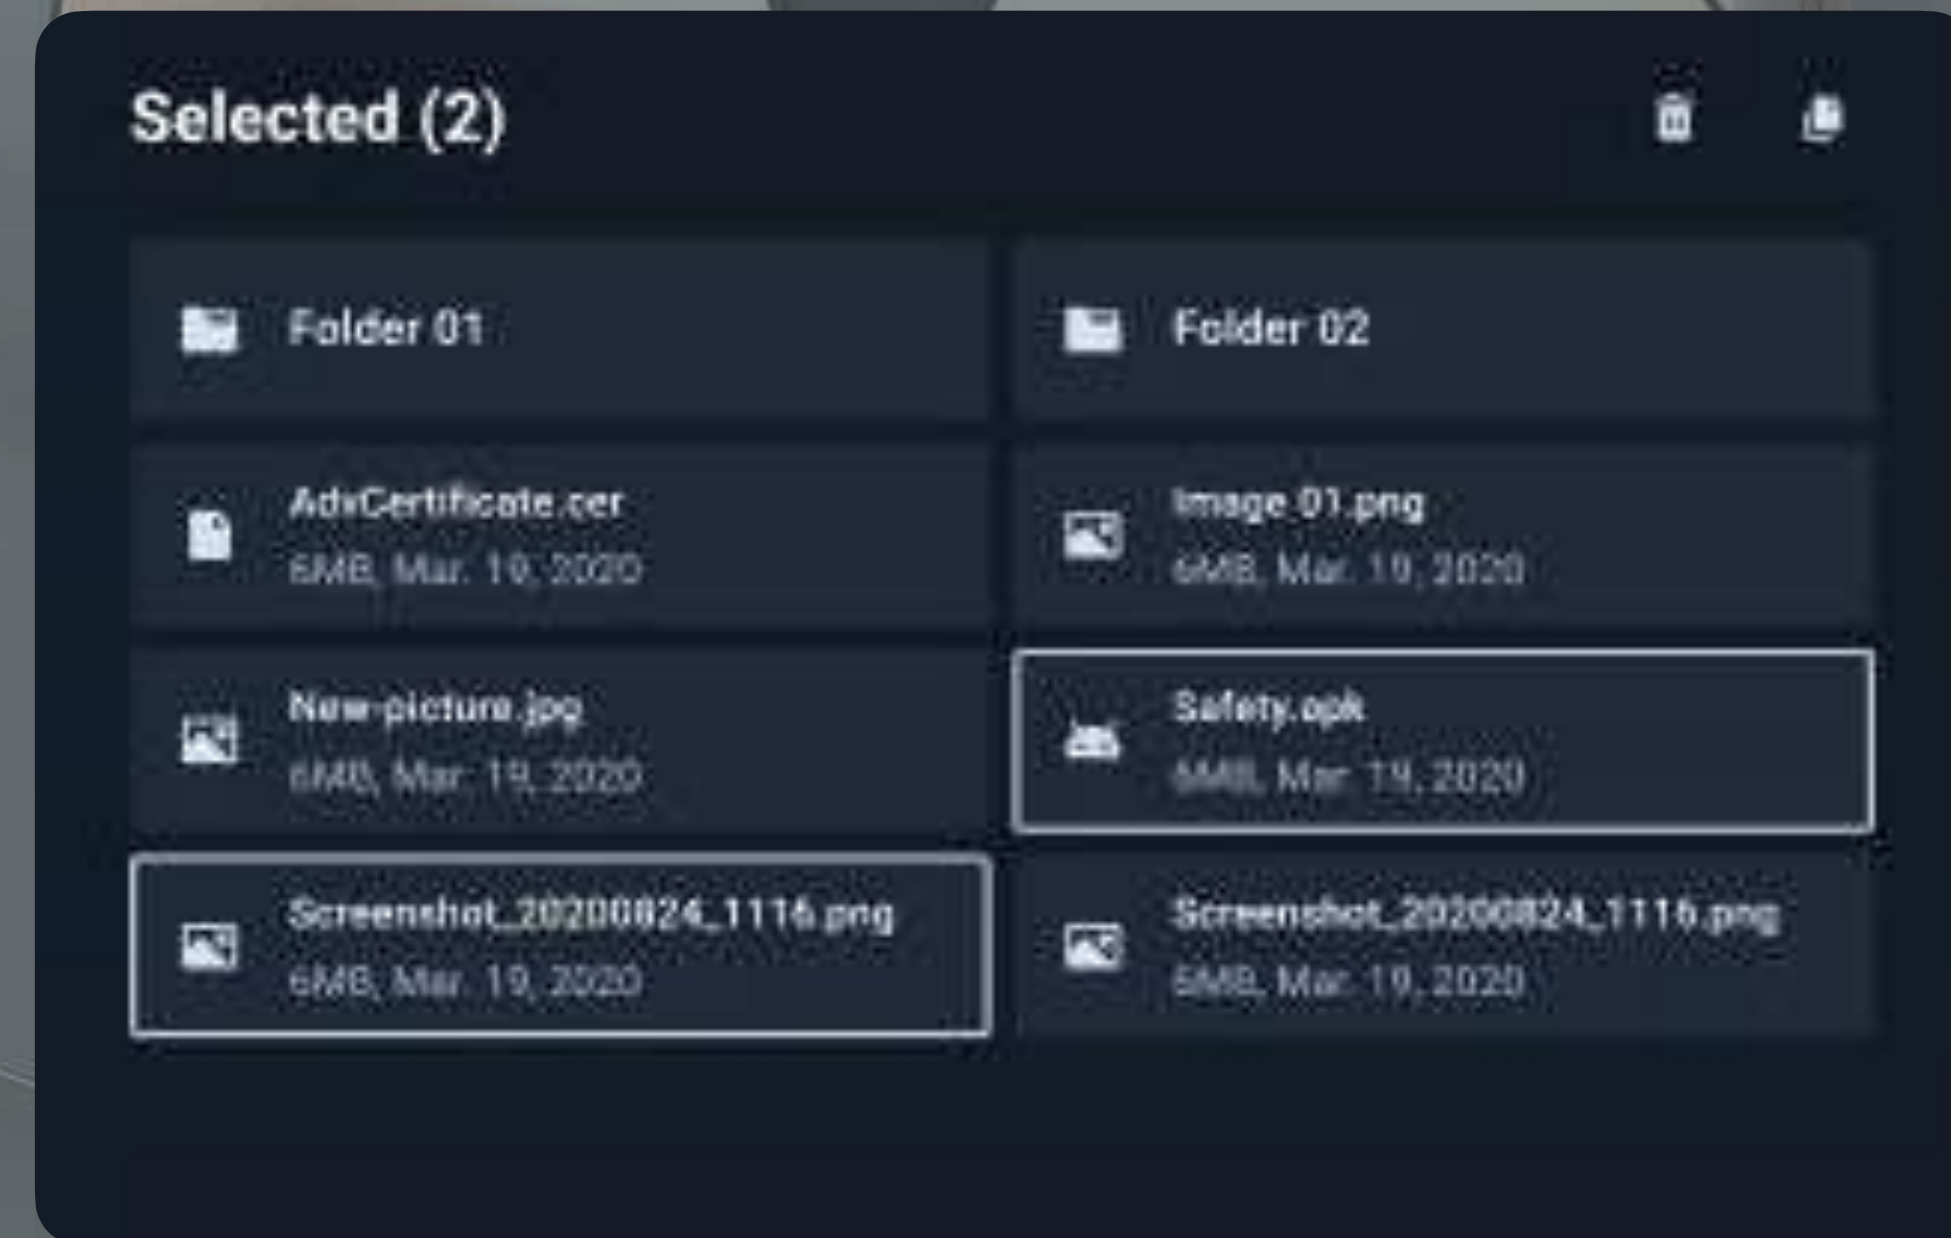 Selected (2)
Folder 01
Folder 02
AdvCertificate.cer
6MB, Mar. 19, 2020
Image 01.png
6MB, Mar. 19, 2020
New-picture.jpg
6MB, Mar. 19, 2020
Safety.apk
6MB, Mar. 19, 2020
Screenshot_20200824_1116.png
6MB, Mar. 19, 2020
Screenshot_20200824_1116.png
6MB, Mar. 19, 2020